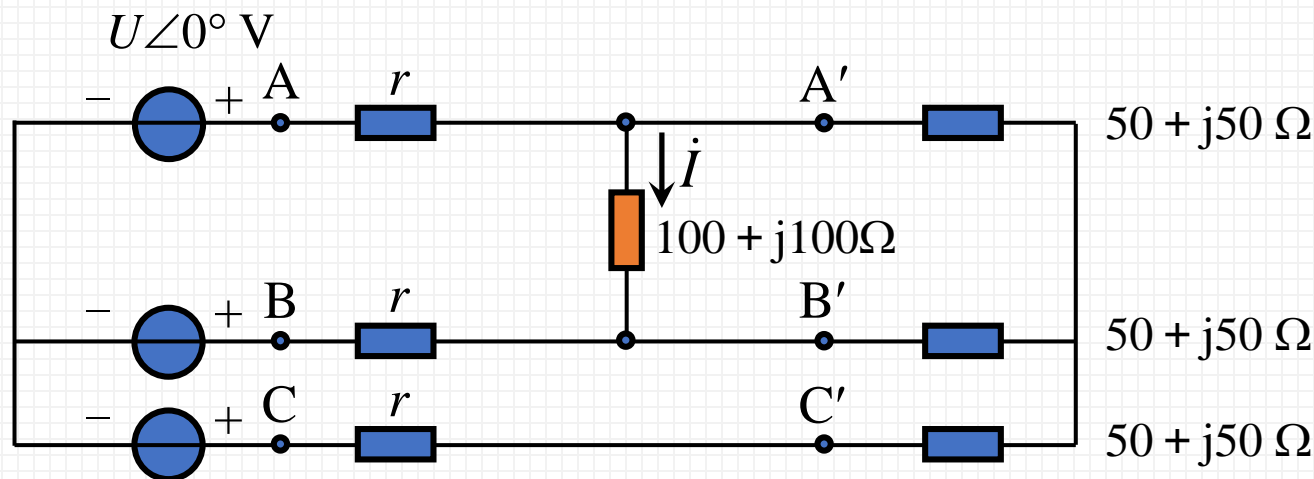 U∠0° V
− + A r A′ 50 + j50 Ω
İ
100 + j100Ω
− + B r B′ 50 + j50 Ω
− + C r C′ 50 + j50 Ω